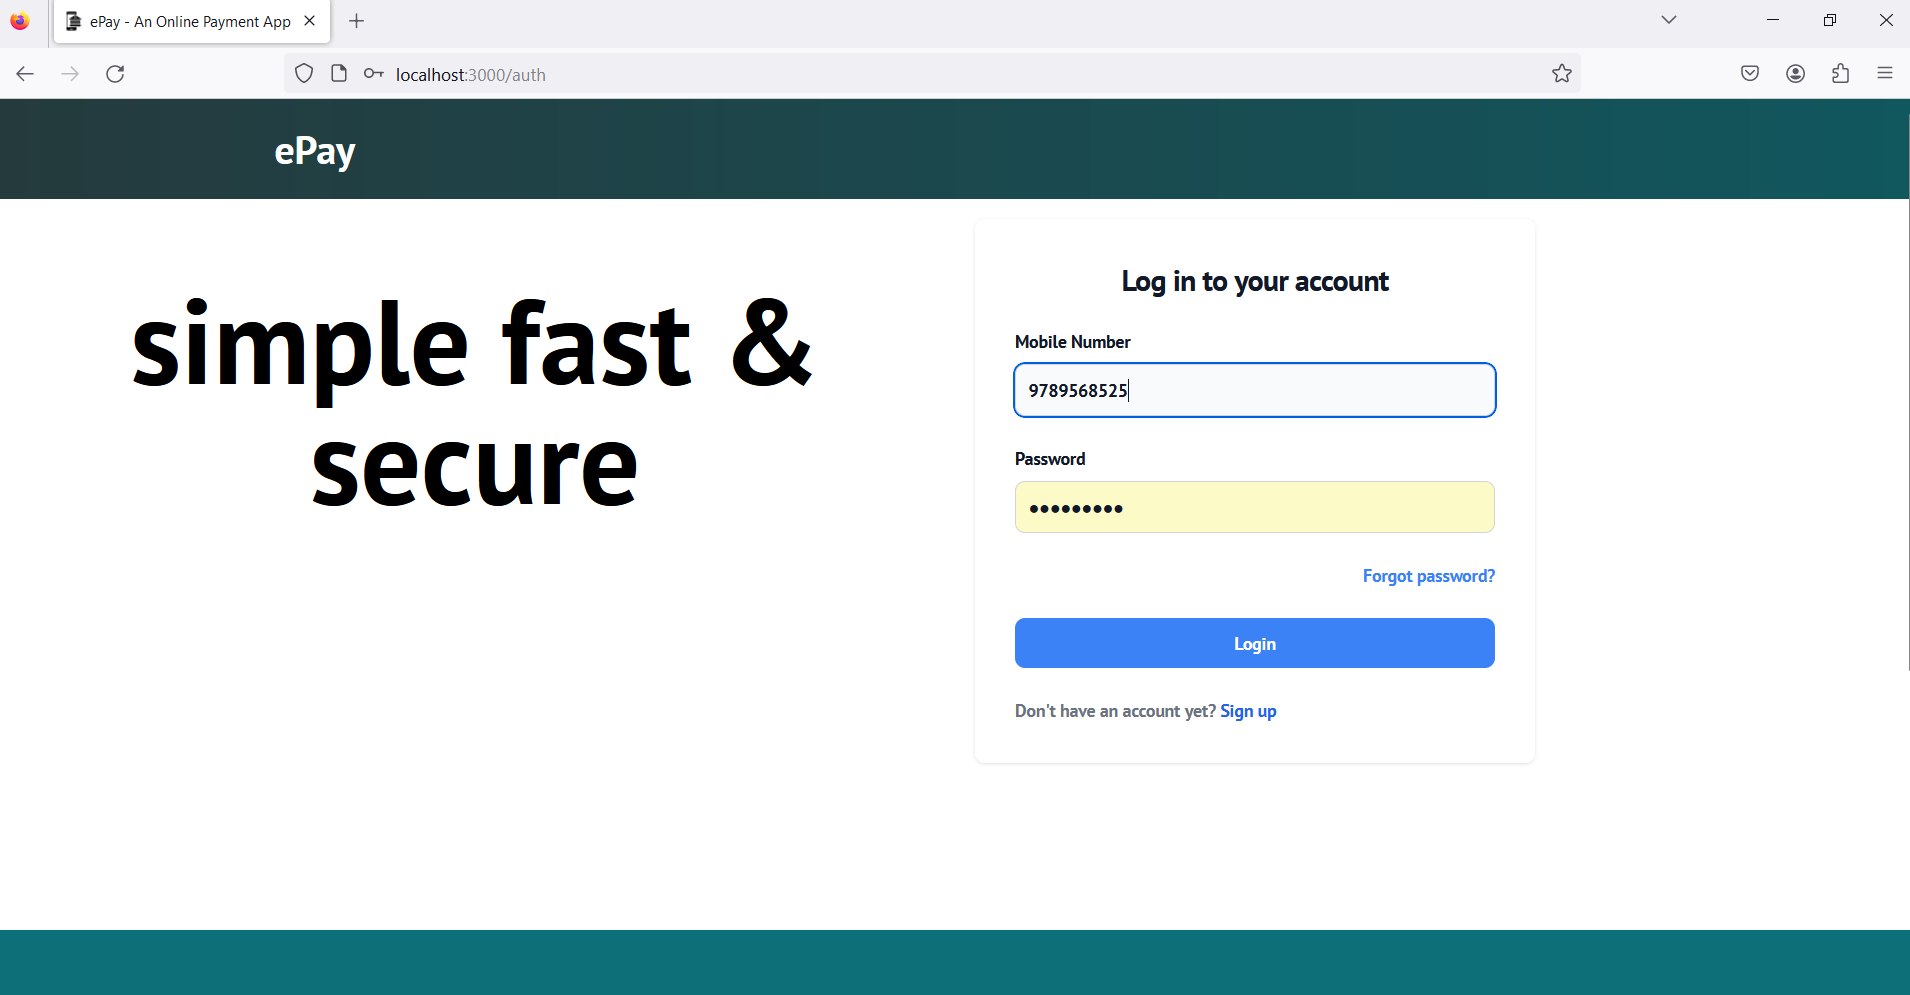 ePay - An Online Payment App
localhost:3000/auth
ePay
simple fast &
secure
Log in to your account
Mobile Number
9789568525
Password
•••••••••
Forgot password?
Login
Don't have an account yet? Sign up